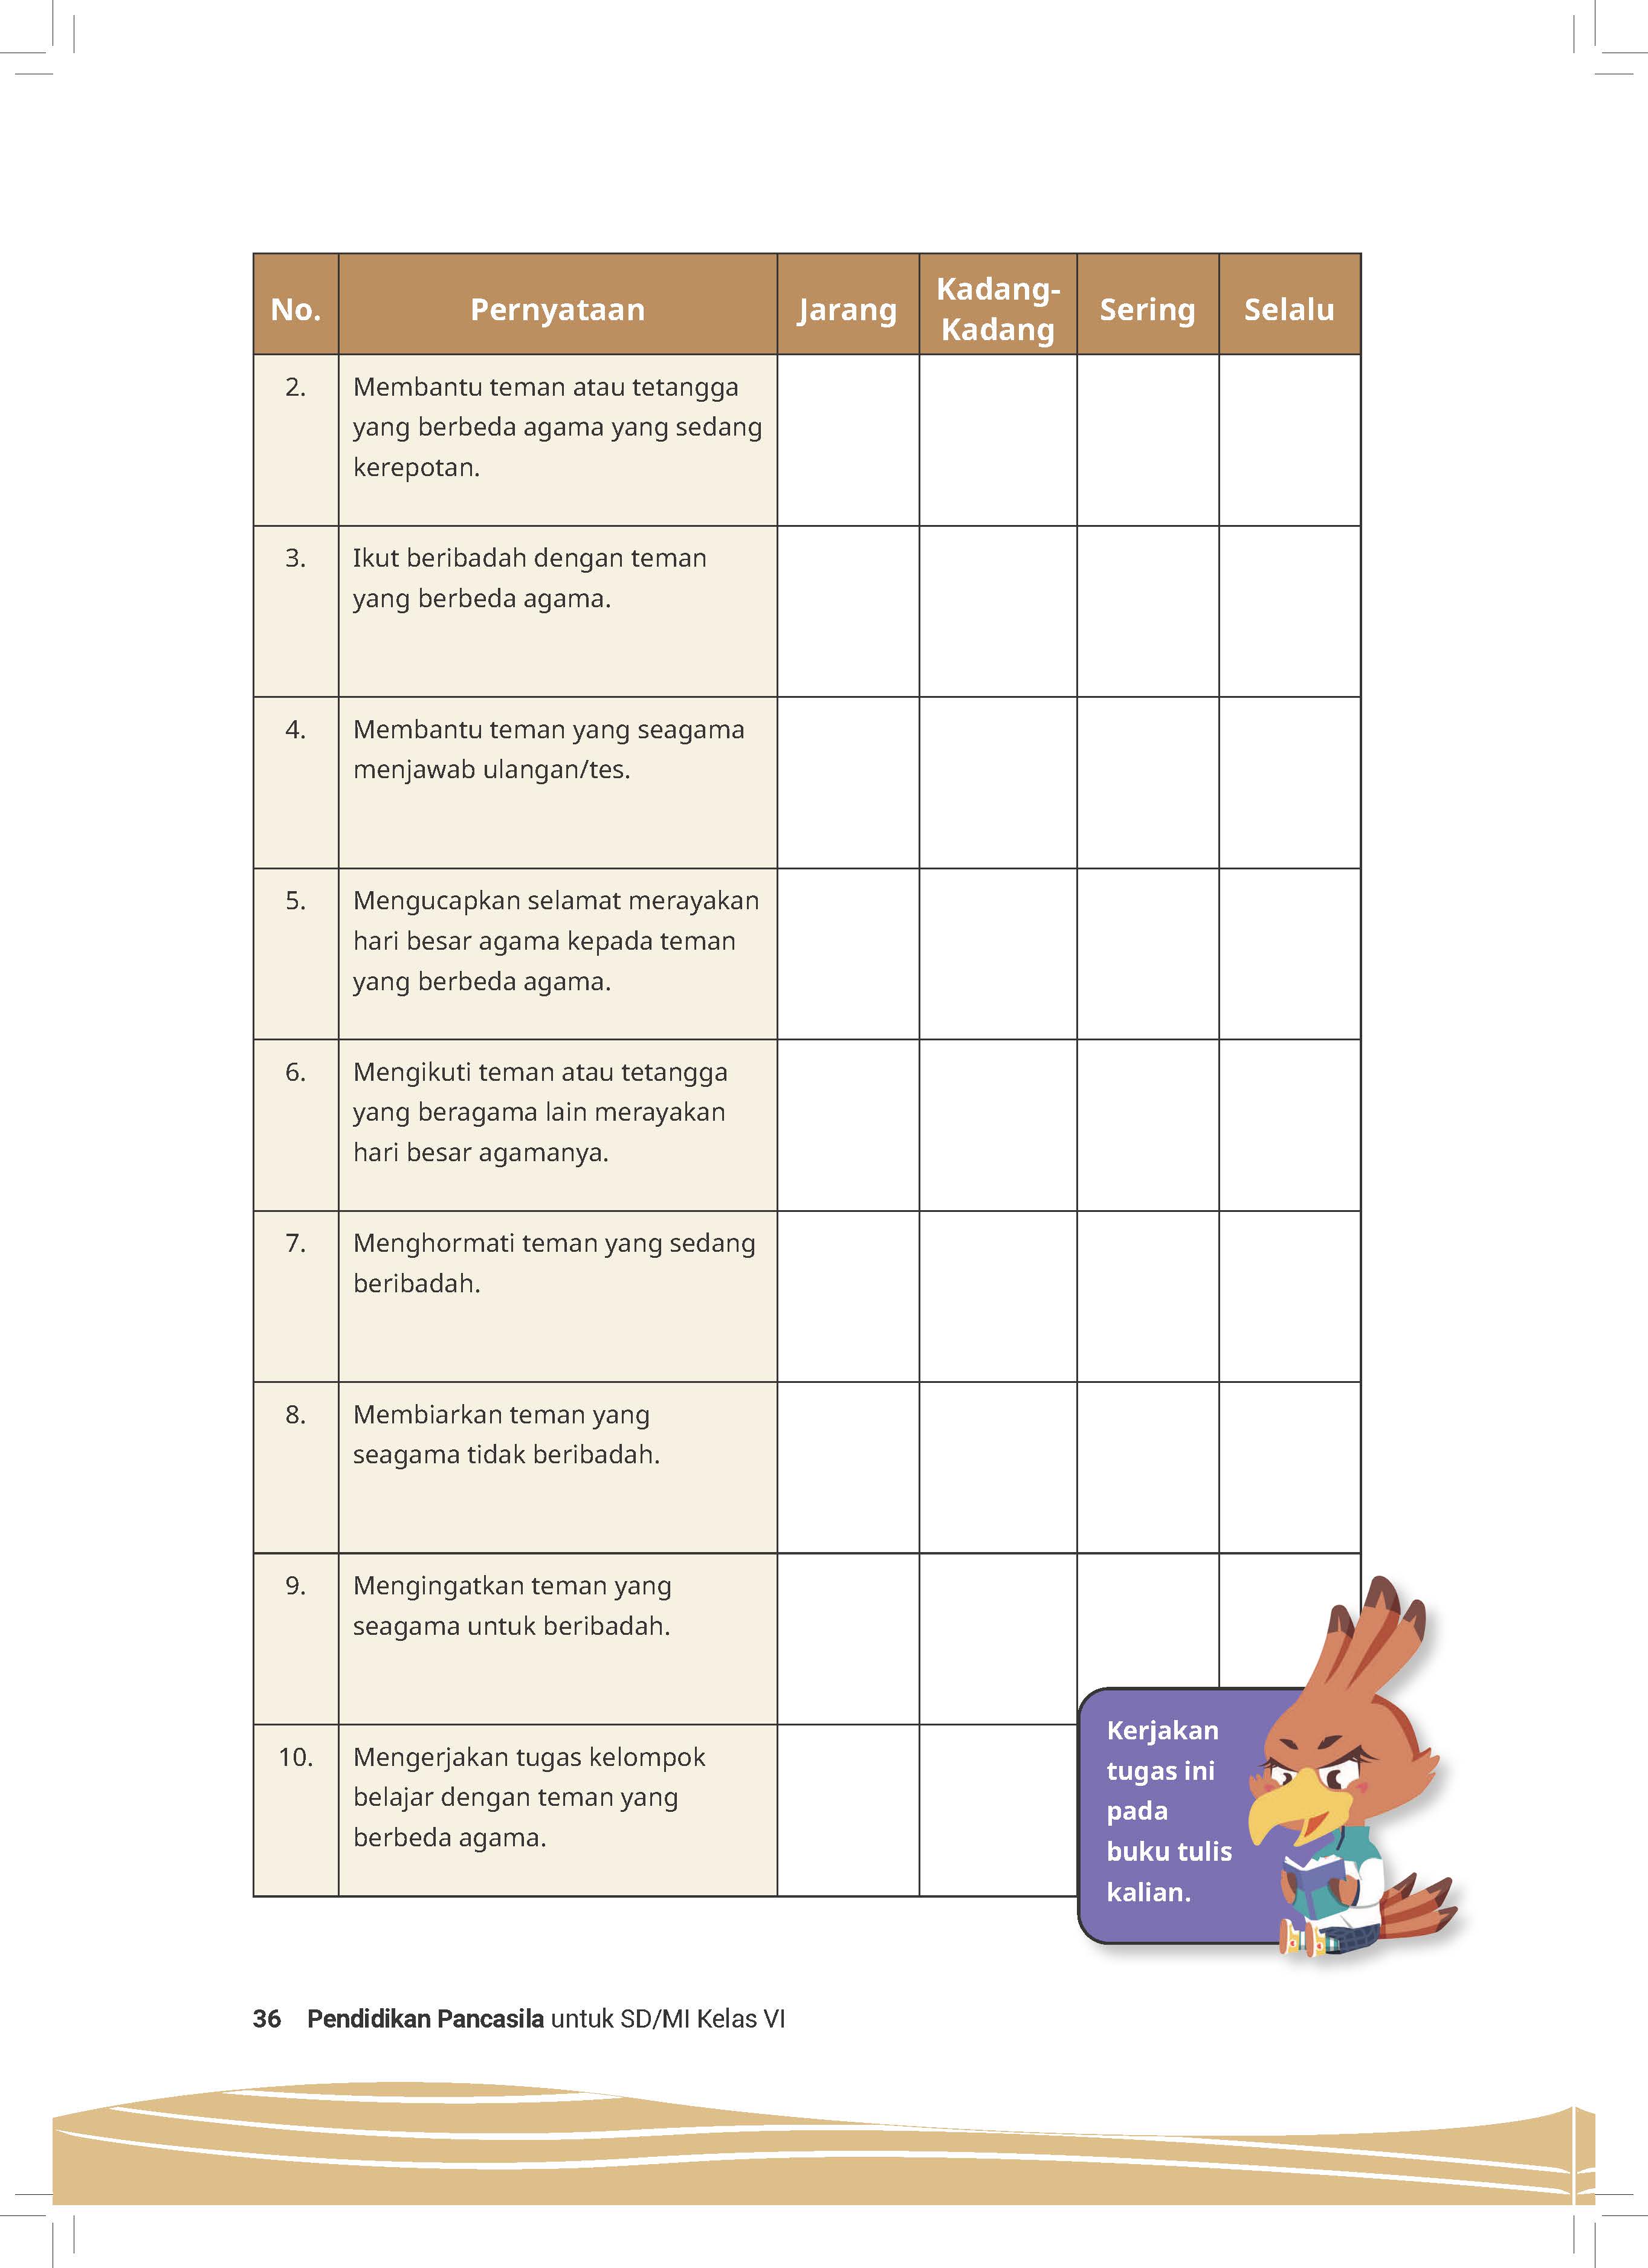 No. Pernyataan Jarang Kadang- Sering Selalu
Kadang
2. Membantu teman atau tetangga
yang berbeda agama yang sedang
kerepotan.
3. Ikut beribadah dengan teman
yang berbeda agama.
4. Membantu teman yang seagama
menjawab ulangan/tes.
5. Mengucapkan selamat merayakan
hari besar agama kepada teman
yang berbeda agama.
6. Mengikuti teman atau tetangga
yang beragama lain merayakan
hari besar agamanya.
7. Menghormati teman yang sedang
beribadah.
8. Membiarkan teman yang
seagama tidak beribadah.
9. Mengingatkan teman yang
seagama untuk beribadah.
10. Mengerjakan tugas kelompok
belajar dengan teman yang
berbeda agama.
Kerjakan
tugas ini
pada
buku tulis
kalian.
36 Pendidikan Pancasila untuk SD/MI Kelas VI